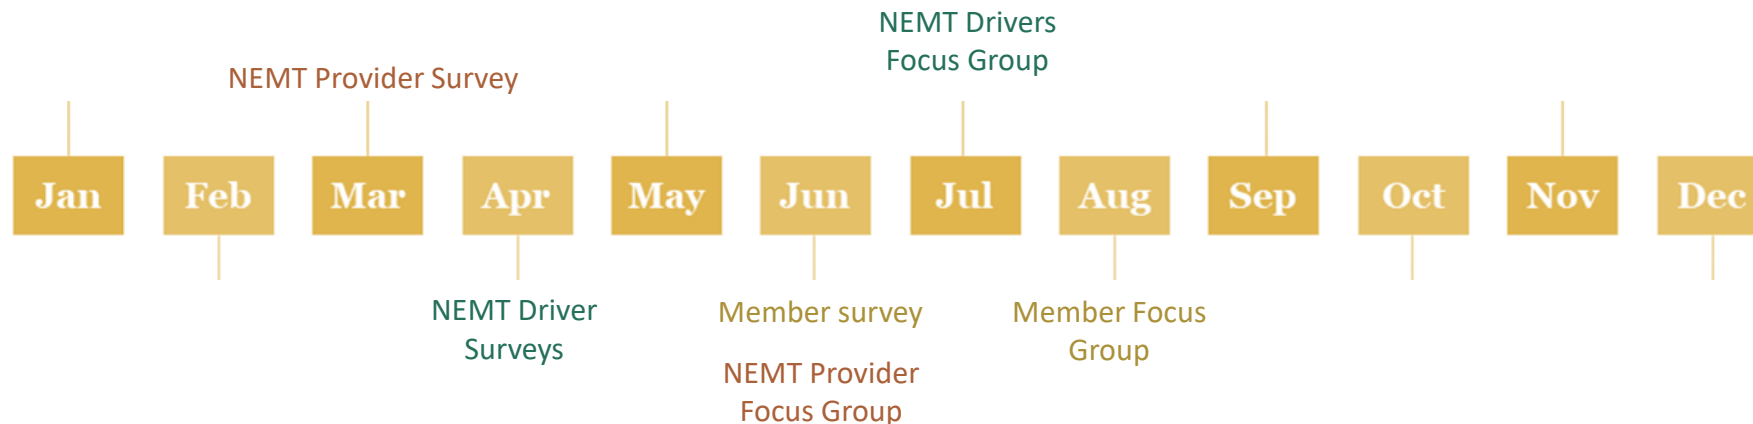 NEMT Drivers
Focus Group
NEMT Provider Survey
Jan Feb Mar Apr May Jun Jul Aug Sep Oct Nov Dec
NEMT Driver
Surveys
Member survey
NEMT Provider
Focus Group
Member Focus
Group